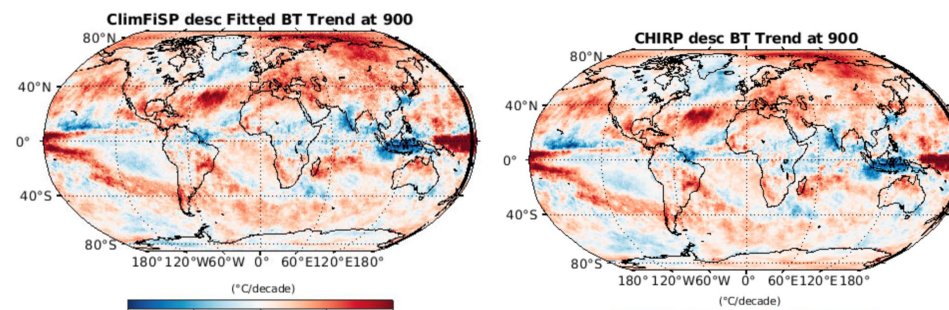 ClimFiSP desc Fitted BT Trend at 900
80°N
40°N
0°
40°S
80°S
180° 120°W60°W 0° 60°E120°E180°
(°C/decade)
CHIRP desc BT Trend at 900
80°N
40°N
0°
40°S
80°S
180° 120°W60°W 0° 60°E120°E180°
(°C/decade)